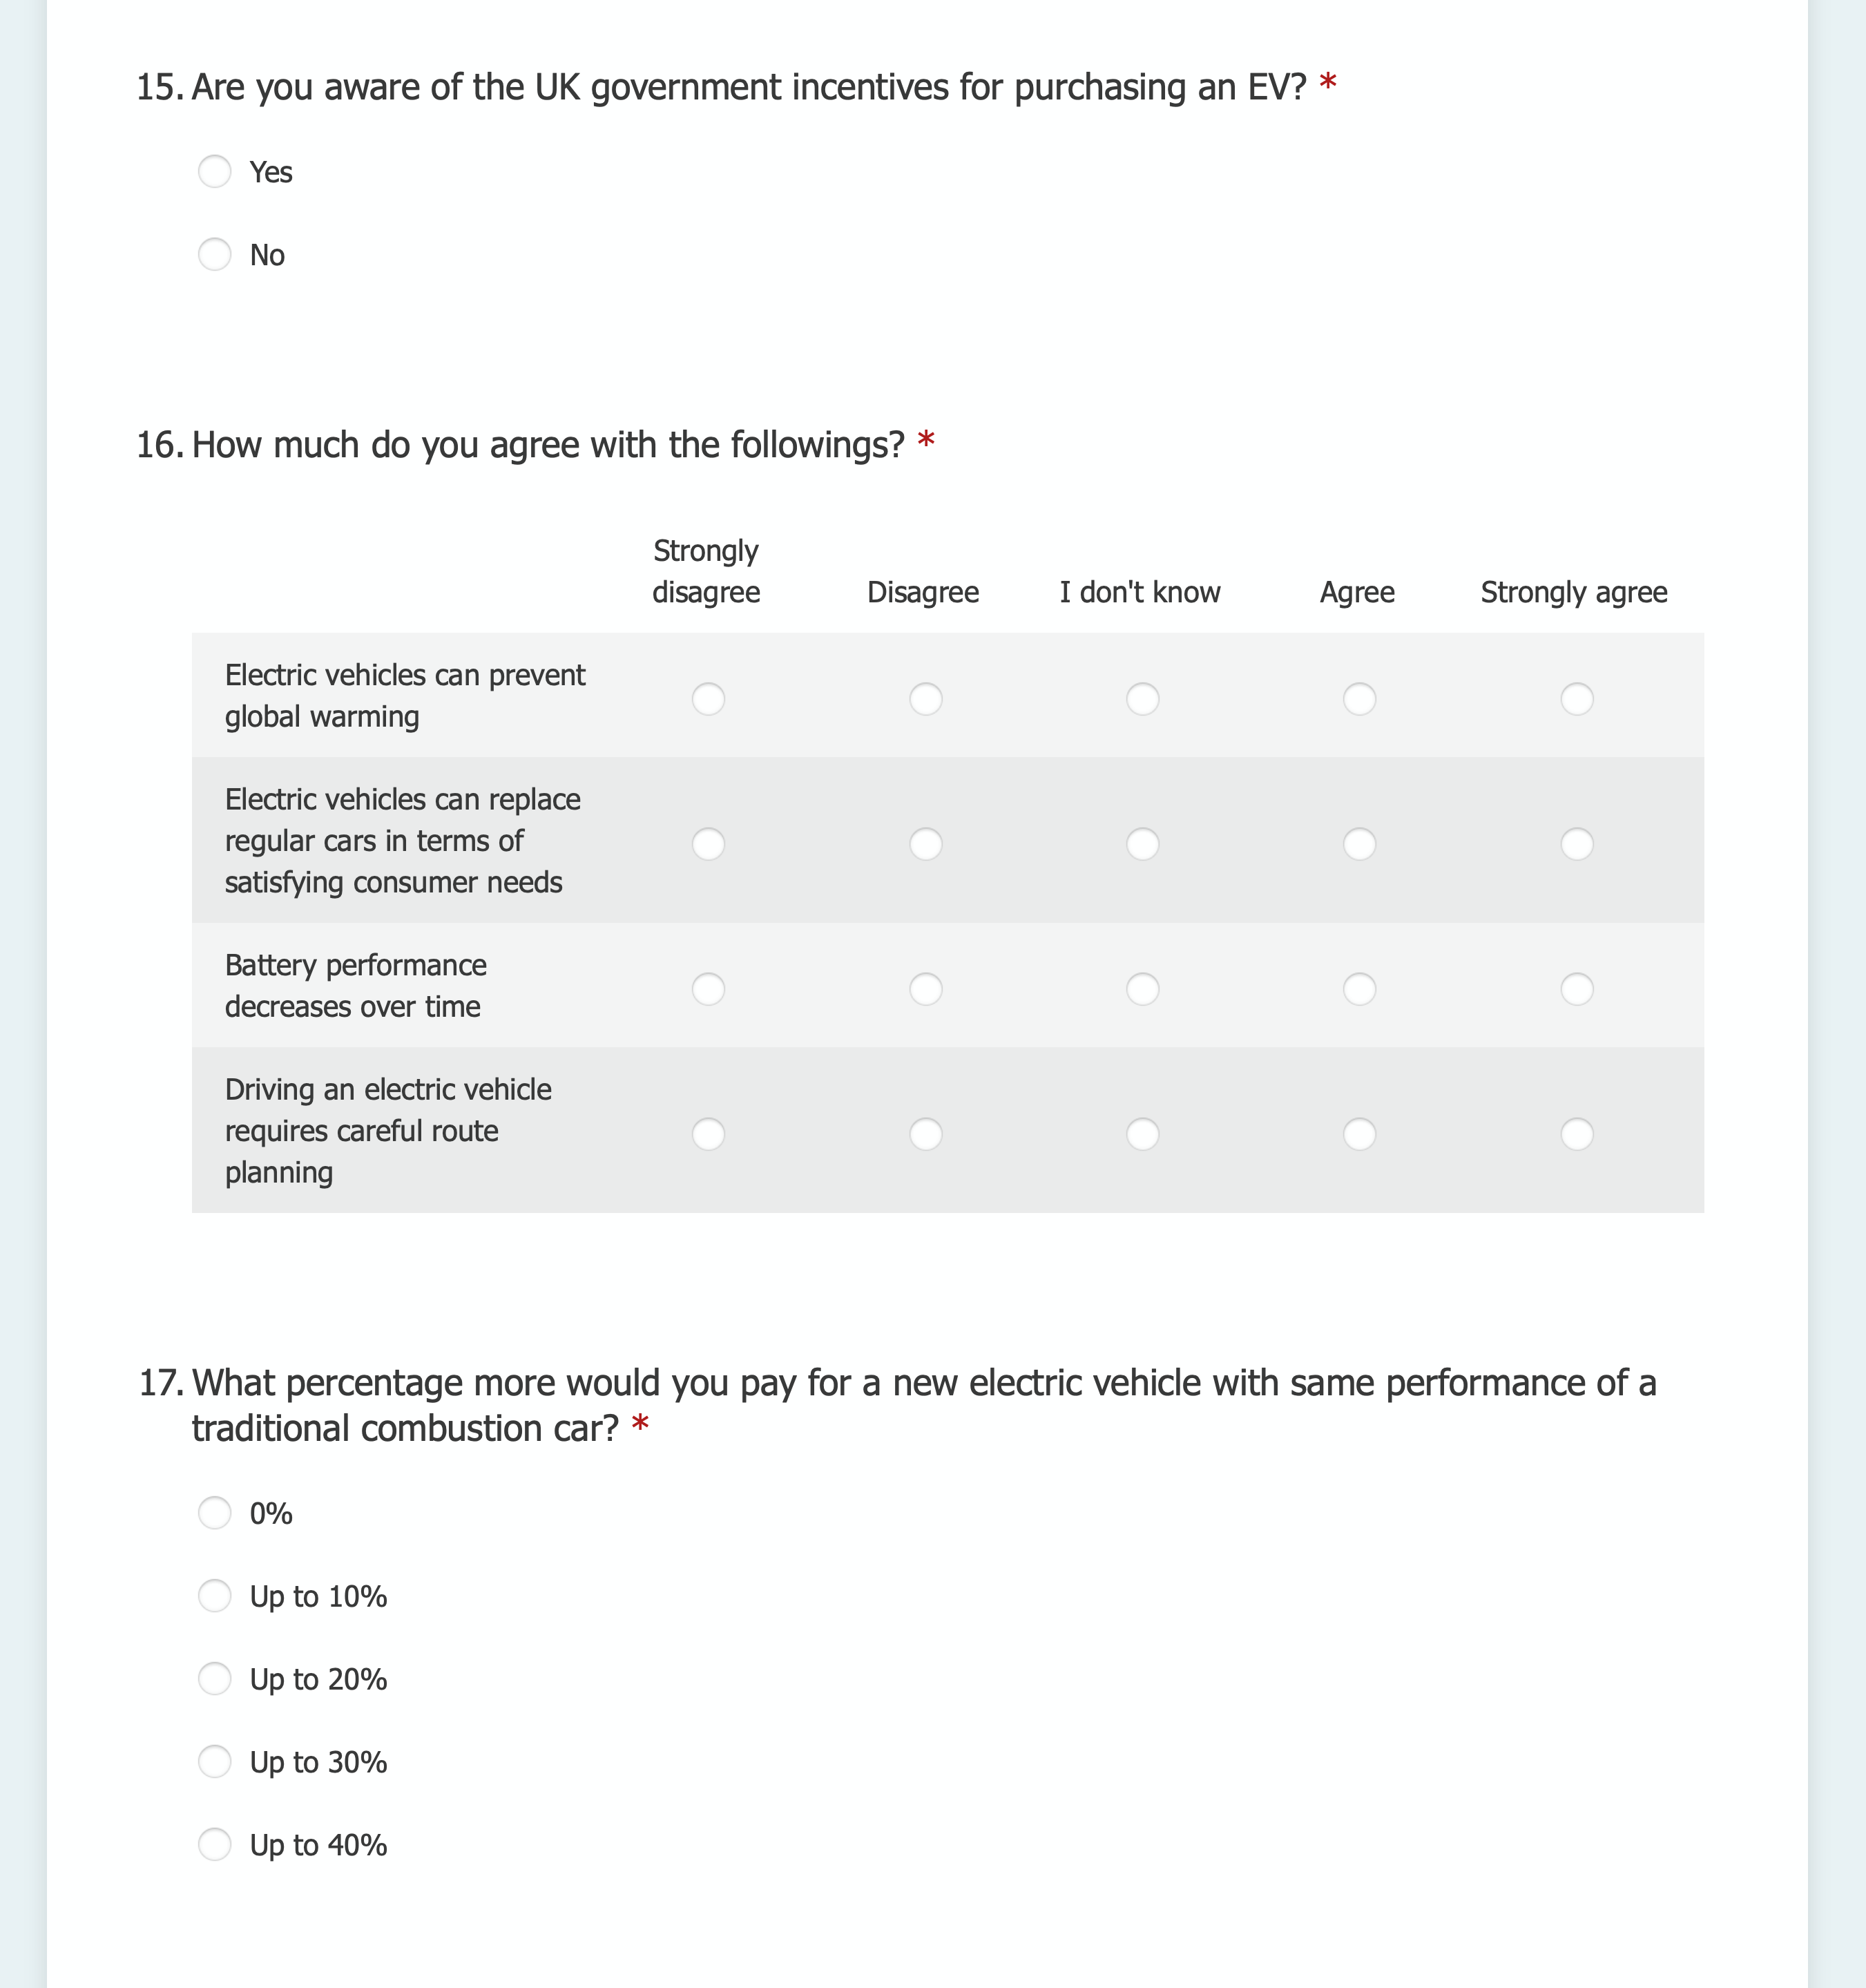 15. Are you aware of the UK government incentives for purchasing an EV? *
Yes
No
16. How much do you agree with the followings? *
Strongly
disagree
Disagree
I don't know
Agree
Strongly agree
Electric vehicles can prevent
global warming
Electric vehicles can replace
regular cars in terms of
satisfying consumer needs
Battery performance
decreases over time
Driving an electric vehicle
requires careful route
planning
17. What percentage more would you pay for a new electric vehicle with same performance of a
traditional combustion car? *
0%
Up to 10%
Up to 20%
Up to 30%
Up to 40%